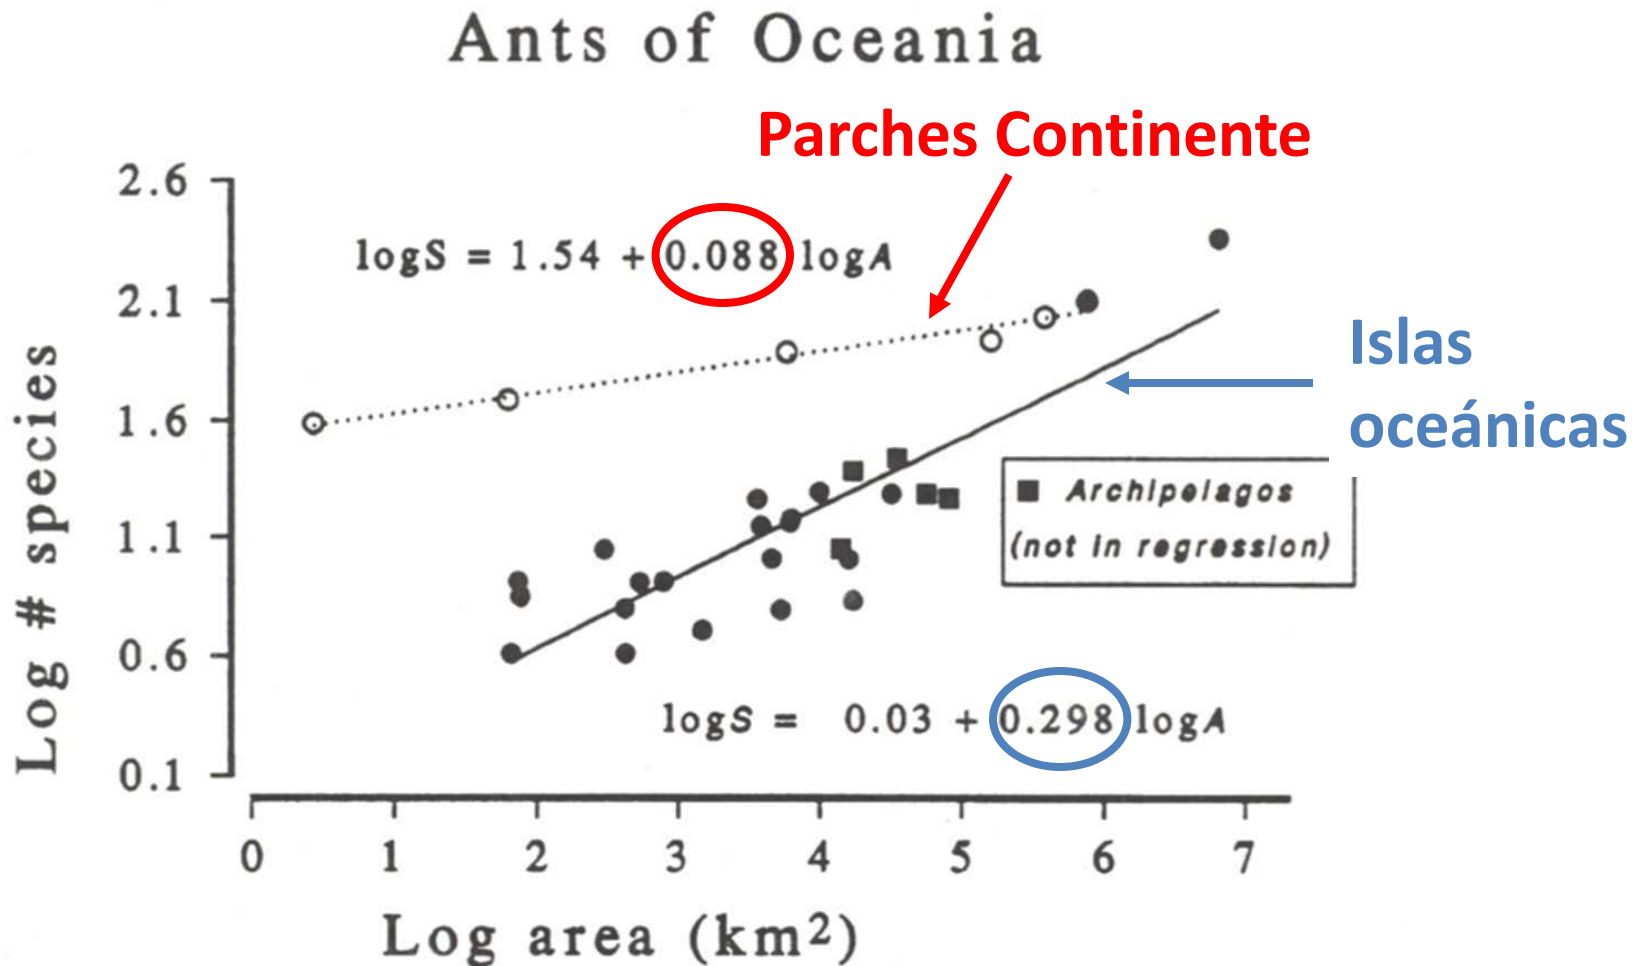 Ants of Oceania
Parches Continente
logS = 1.54 + 0.088 logA
Islas
oceánicas
Archipelagos
(not in regression)
logS = 0.03 + 0.298 logA
Log # species
2.6
2.1
1.6
1.1
0.6
0.1
0 1 2 3 4 5 6 7
Log area (km²)